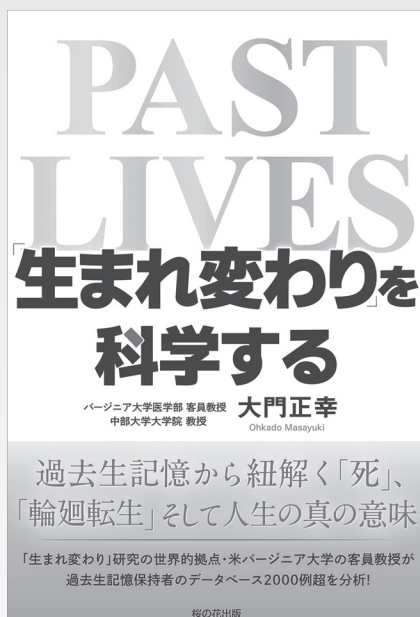 PAST
LIVES
「生まれ変わり」を
科学する
バージニア大学医学部 客員教授
中部大学大学院 教授
大門正幸
Ohkado Masayuki
過去生記憶から紐解く「死」、
「輪廻転生」そして人生の真の意味
「生まれ変わり」研究の世界的拠点・米バージニア大学の客員教授が
過去生記憶保持者のデータベース2000例超を分析!
桜の花出版